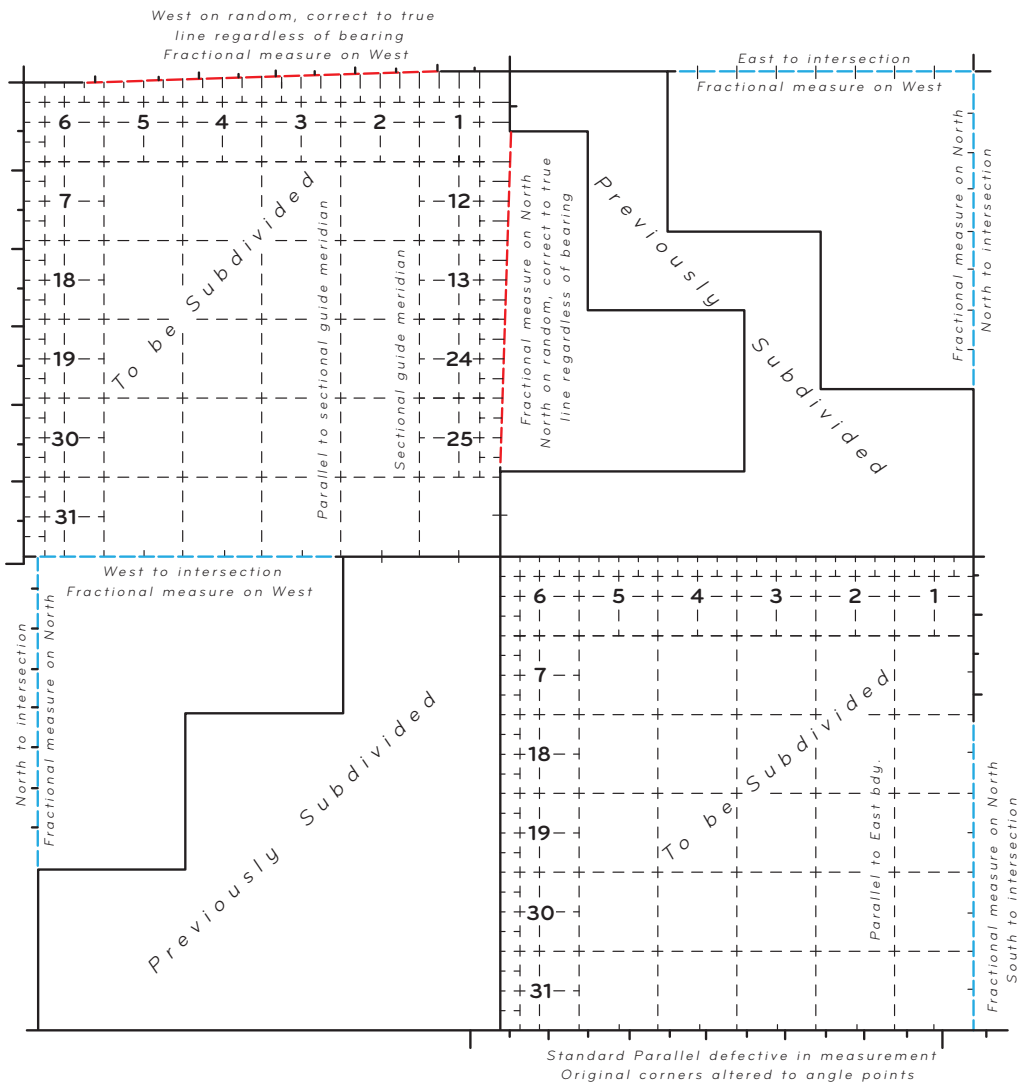 West on random, correct to true
line regardless of bearing
Fractional measure on West
East to intersection
Fractional measure on West
6 5 4 3 2 1
7 12
18 13
19 24
30 25
31
To be Subdivided
Parallel to sectional guide meridian
Sectional guide meridian
Fractional measure on North
North on random, correct to true
line regardless of bearing
Previously
Subdivided
Fractional measure on North
North to intersection
West to intersection
Fractional measure on West
North to intersection
Fractional measure on North
Previously Subdivided
6 5 4 3 2 1
7
18
19
30
31
To be Subdivided
Parallel to East bdy.
Fractional measure on North
South to intersection
Standard Parallel defective in measurement
Original corners altered to angle points